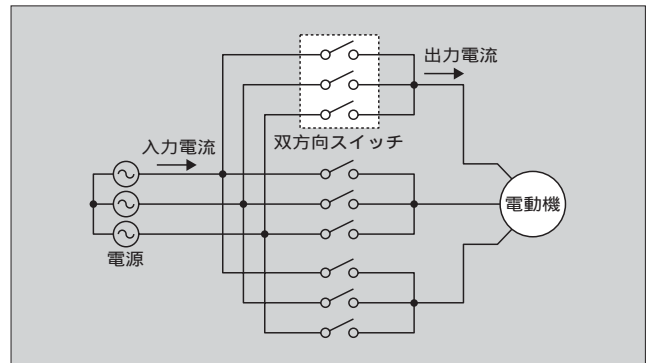 出力電流
双方向スイッチ
入力電流
電動機
電源